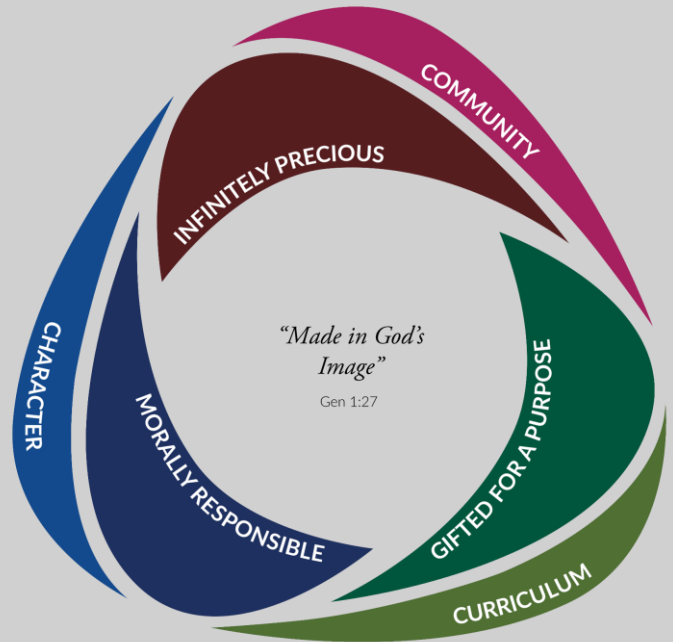 COMMUNITY
INFINITELY PRECIOUS
CHARACTER
“Made in God’s
Image”
Gen 1:27
MORALLY RESPONSIBLE
GIFTED FOR A PURPOSE
CURRICULUM